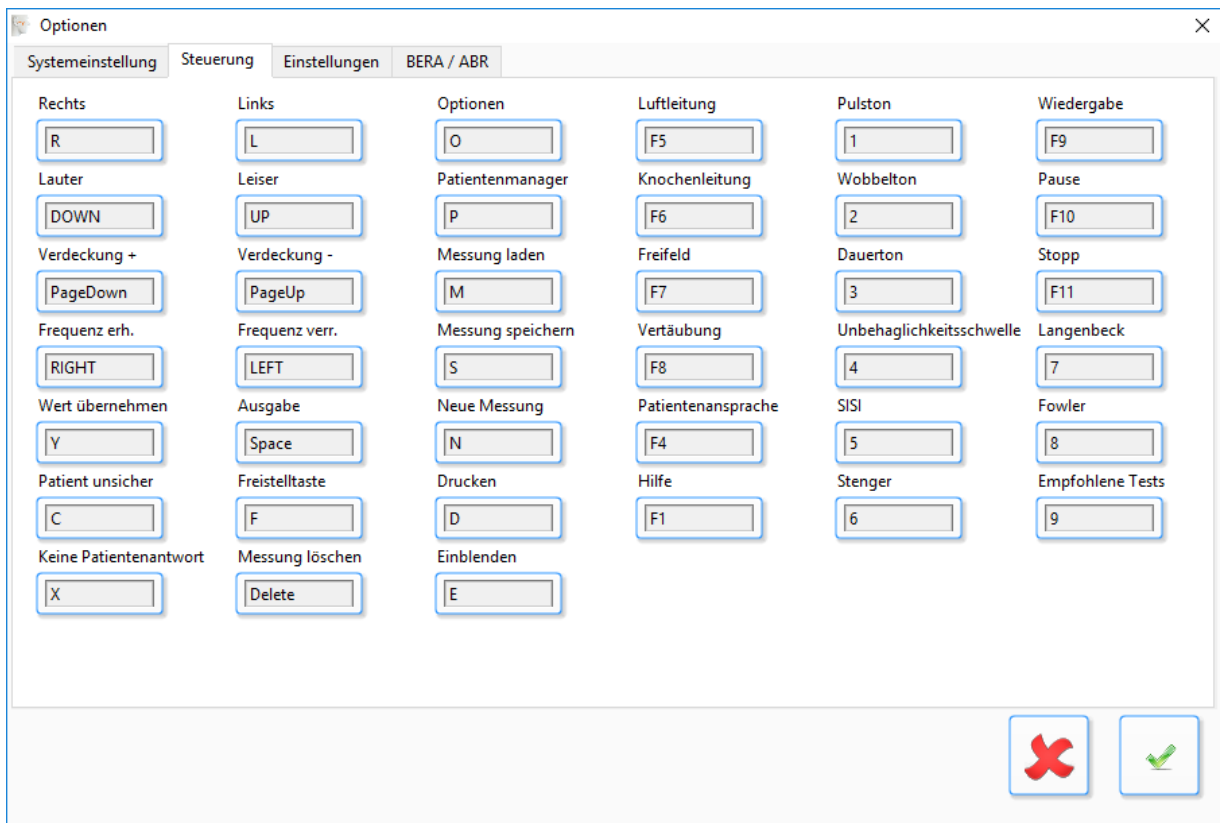 Optionen
Systemeinstellung Steuerung Einstellungen BERA / ABR
Rechts Links Optionen Luftleitung Pulston Wiedergabe
R L O F5 1 F9
Lauter Leiser Patientenmanager Knochenleitung Wobbelton Pause
DOWN UP P F6 2 F10
Verdeckung + Verdeckung - Messung laden Freifeld Dauerton Stopp
PageDown PageUp M F7 3 F11
Frequenz erh. Frequenz verr. Messung speichern Vertäubung Unbehaglichkeitsschwelle Langenbeck
RIGHT LEFT S F8 4 7
Wert übernehmen Ausgabe Neue Messung Patientenansprache SISI Fowler
Y Space N F4 5 8
Patient unsicher Freistelltaste Drucken Hilfe Stenger Empfohlene Tests
C F D F1 6 9
Keine Patientenantwort Messung löschen Einblenden
X Delete E